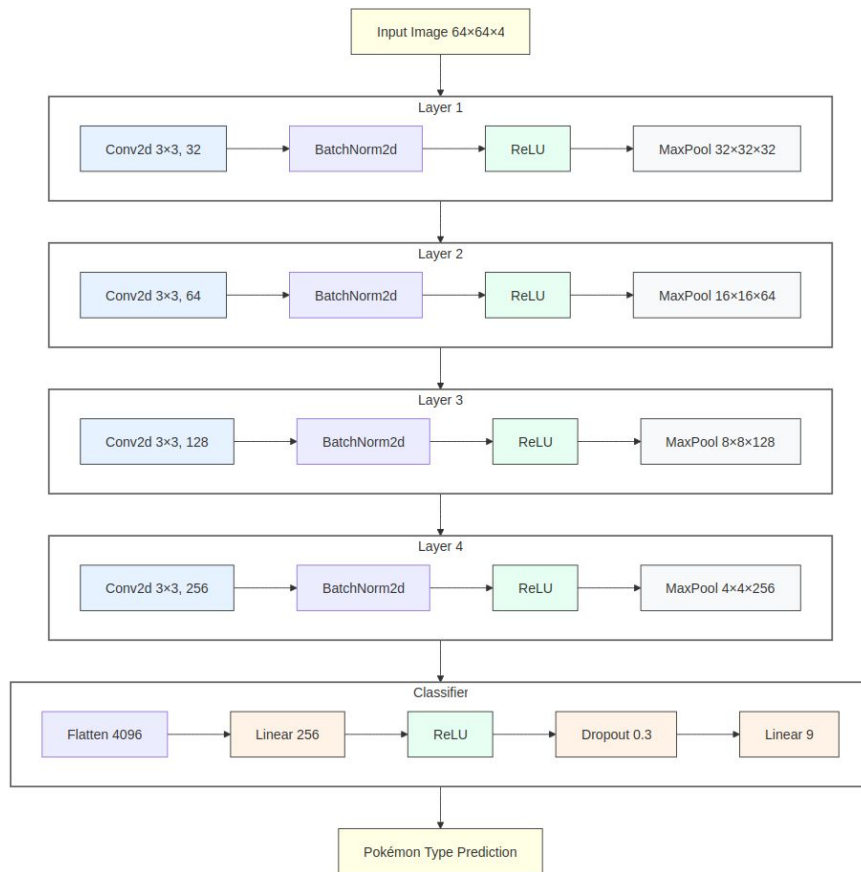 Input Image 64×64×4
Layer 1
Conv2d 3×3, 32
BatchNorm2d
ReLU
MaxPool 32×32×32
Layer 2
Conv2d 3×3, 64
BatchNorm2d
ReLU
MaxPool 16×16×64
Layer 3
Conv2d 3×3, 128
BatchNorm2d
ReLU
MaxPool 8×8×128
Layer 4
Conv2d 3×3, 256
BatchNorm2d
ReLU
MaxPool 4×4×256
Classifier
Flatten 4096
Linear 256
ReLU
Dropout 0.3
Linear 9
Pokémon Type Prediction